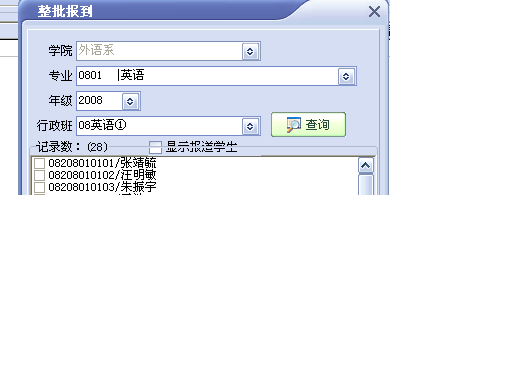 整批报到
学院 外语系
专业 0801 |英语
年级 2008
行政班 08英语①
查询
记录数：(28) 显示报道学生
08208010101/张靖毓
08208010102/汪明敏
08208010103/朱振宇